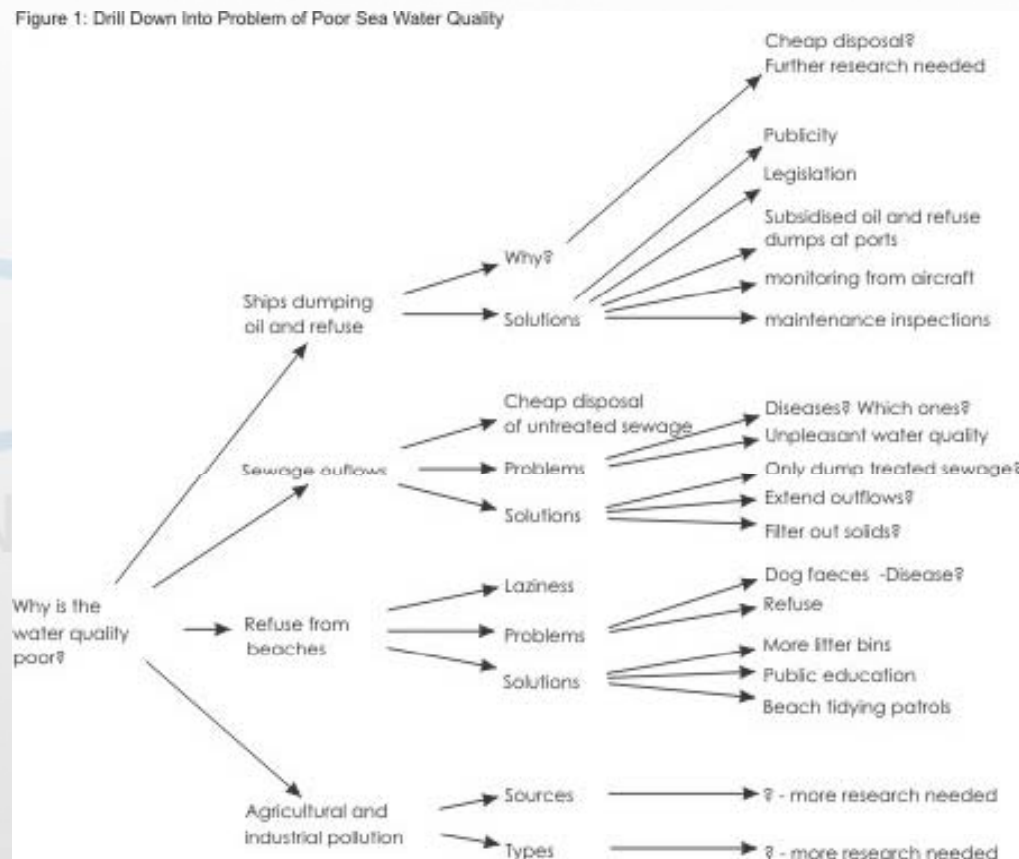 Figure 1: Drill Down Into Problem of Poor Sea Water Quality
Cheap disposal?
Further research needed
Publicity
Legislation
Subsidised oil and refuse
dumps at ports
Why?
monitoring from aircraft
Ships dumping
oil and refuse
Solutions
maintenance inspections
Cheap disposal
of untreated sewage
Diseases? Which ones?
Unpleasant water quality
Sewage outflows
Problems
Only dump treated sewage?
Solutions
Extend outflows?
Filter out solids?
Laziness
Dog faeces -Disease?
Refuse
Why is the
water quality
poor?
Refuse from
beaches
Problems
More litter bins
Solutions
Public education
Beach tidying patrols
Agricultural and
industrial pollution
Sources
? - more research needed
Types
? - more research needed